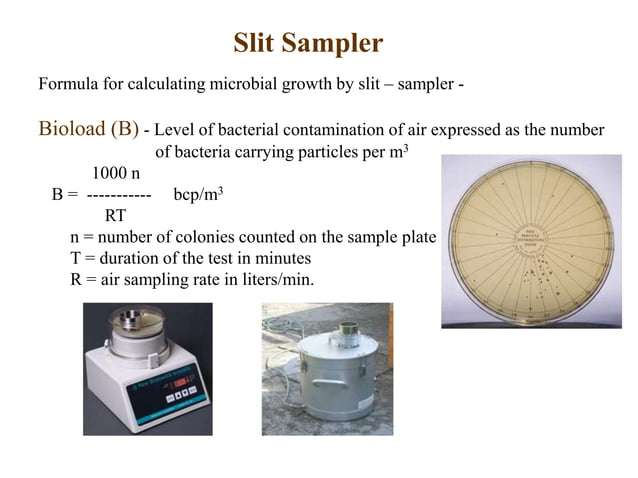 Slit Sampler
Formula for calculating microbial growth by slit – sampler -
Bioload (B) - Level of bacterial contamination of air expressed as the number
of bacteria carrying particles per m³
1000 n
B = ----------- bcp/m³
RT
n = number of colonies counted on the sample plate
T = duration of the test in minutes
R = air sampling rate in liters/min.